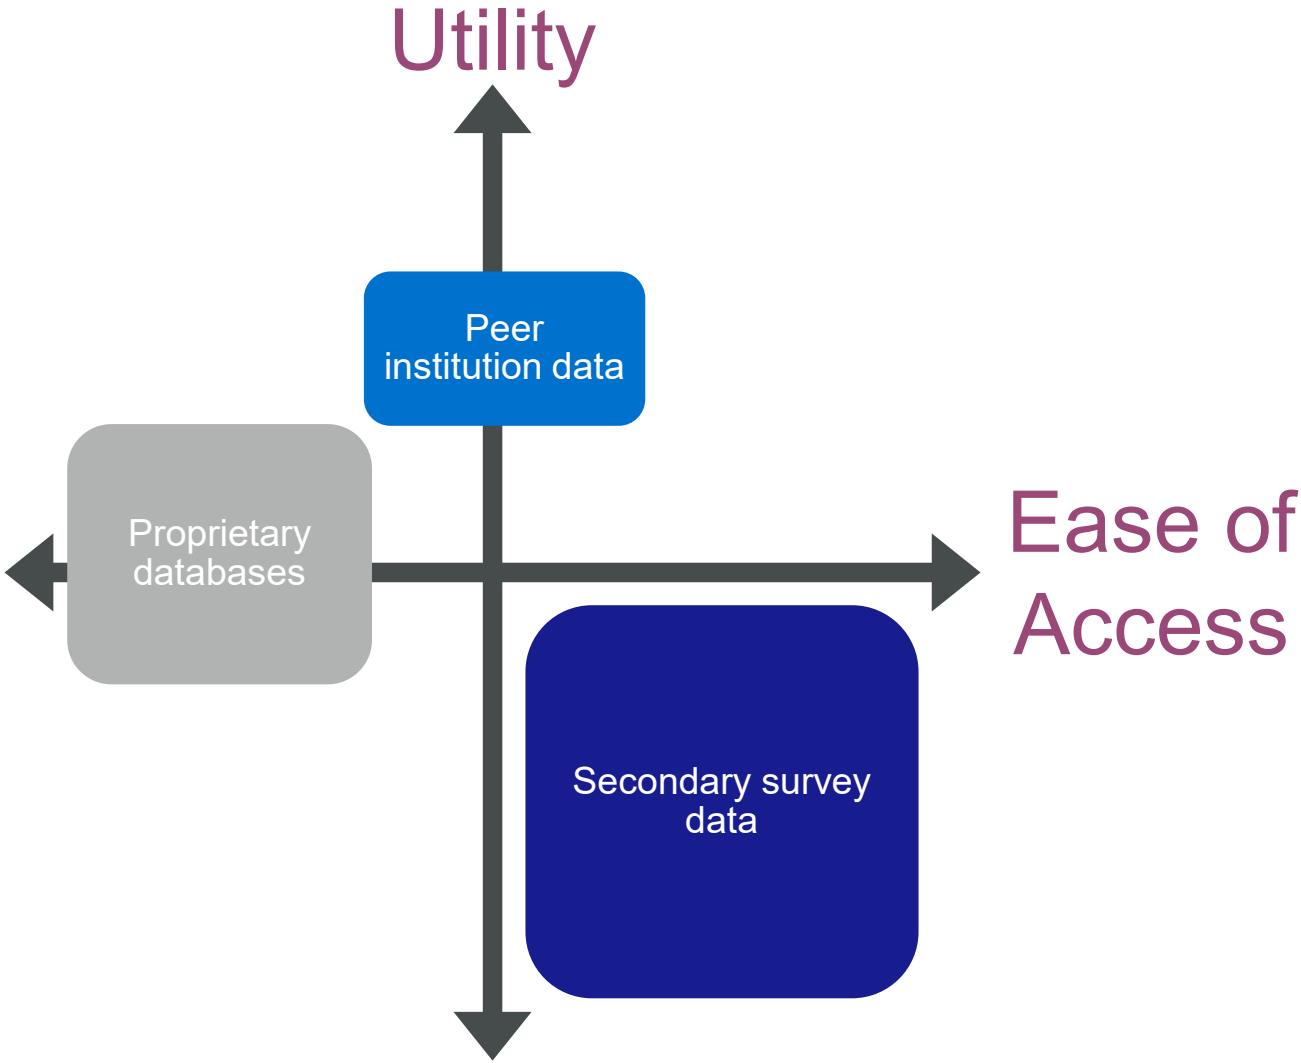 Utility
Peer
institution data
Proprietary
databases
Ease of
Access
Secondary survey
data